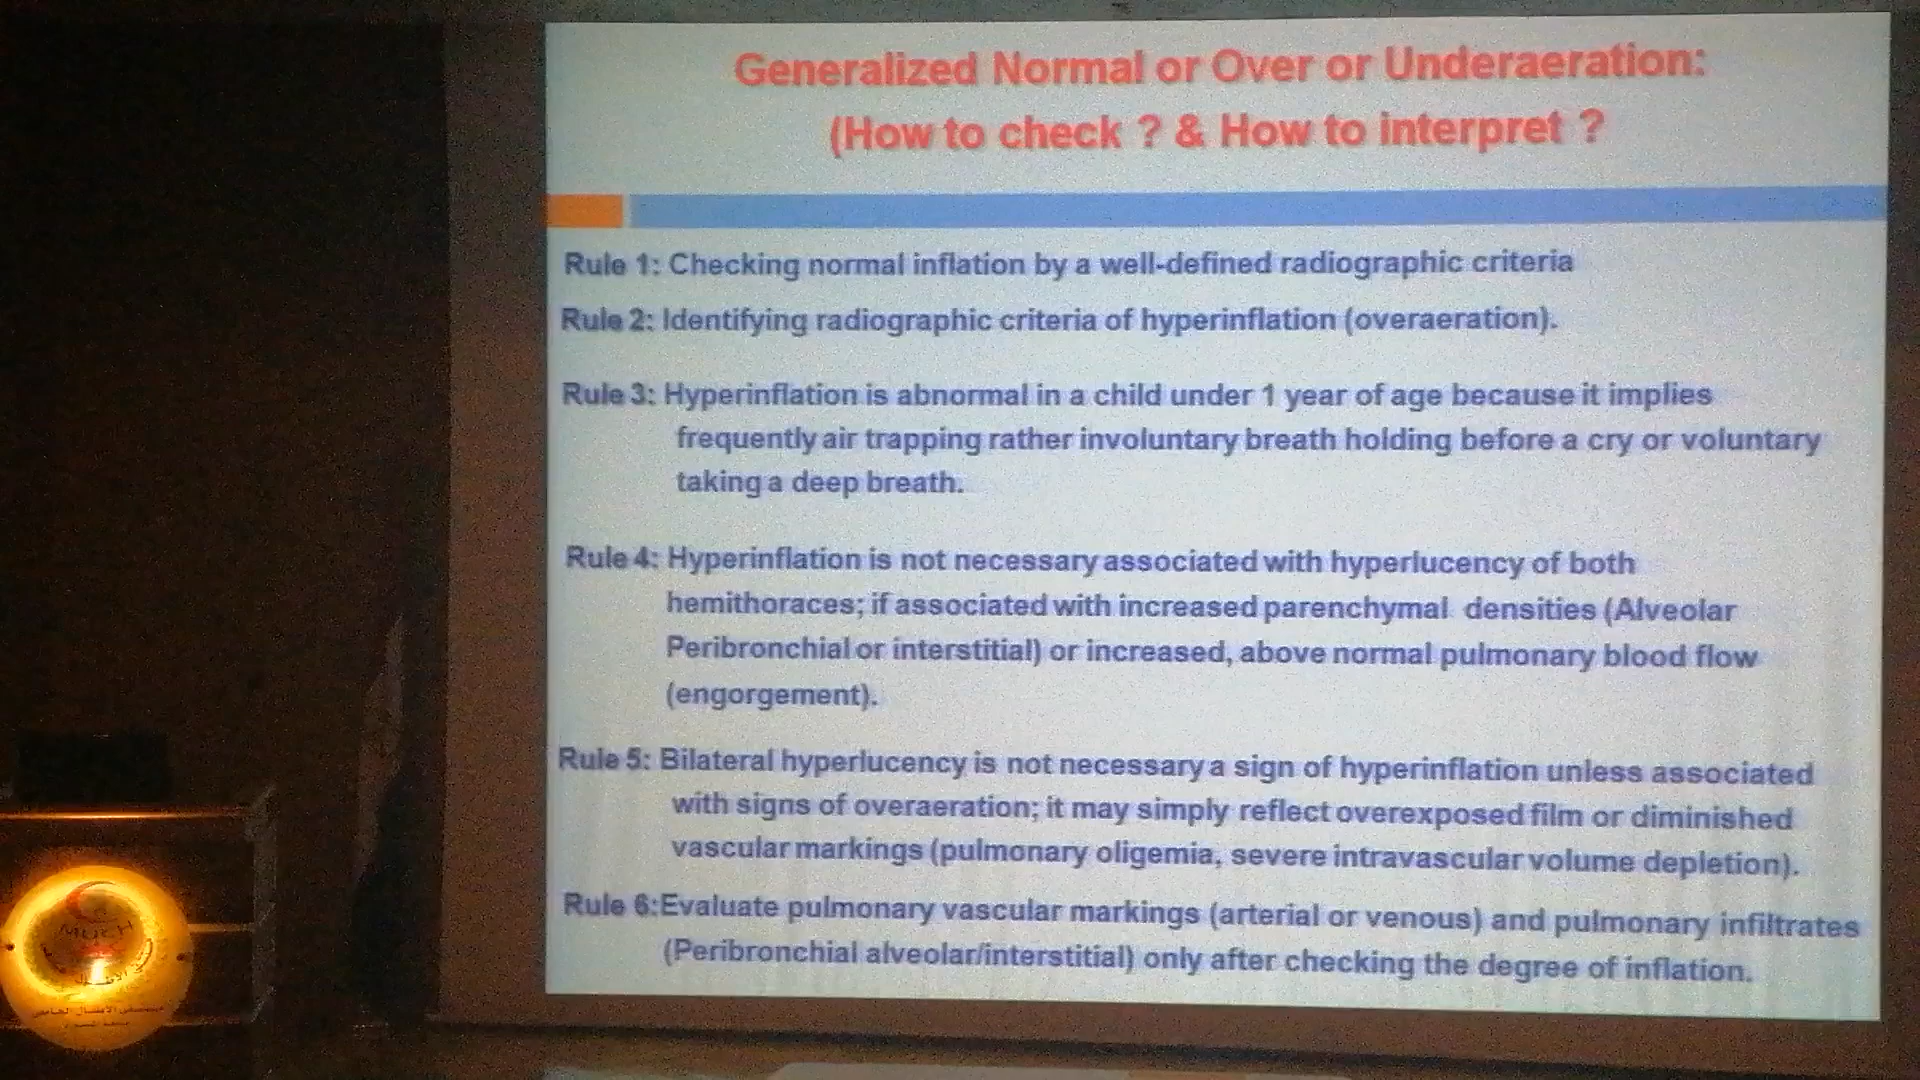 Generalized Normal or Over or Underaeration:
(How to check ? & How to interpret ?
Rule 1: Checking normal inflation by a well-defined radiographic criteria
Rule 2: Identifying radiographic criteria of hyperinflation (overaeration).
Rule 3: Hyperinflation is abnormal in a child under 1 year of age because it implies
frequently air trapping rather involuntary breath holding before a cry or voluntary
taking a deep breath.
Rule 4: Hyperinflation is not necessary associated with hyperlucency of both
hemithoraces; if associated with increased parenchymal densities (Alveolar
Peribronchial or interstitial) or increased, above normal pulmonary blood flow
(engorgement).
Rule 5: Bilateral hyperlucency is not necessary a sign of hyperinflation unless associated
with signs of overaeration; it may simply reflect overexposed film or diminished
vascular markings (pulmonary oligemia, severe intravascular volume depletion).
Rule 6:Evaluate pulmonary vascular markings (arterial or venous) and pulmonary infiltrates
(Peribronchial alveolar/interstitial) only after checking the degree of inflation.
MUCH
مستشفى الأطفال الجامعي